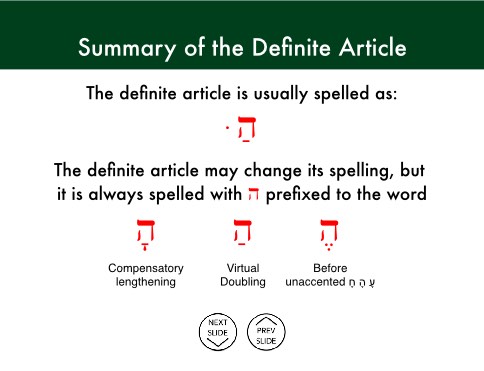 Summary of the Definite Article
The definite article is usually spelled as:
הַ ּ
The definite article may change its spelling, but
it is always spelled with ה prefixed to the word
הָ הַ הֶ
Compensatory lengthening
Virtual Doubling
Before unaccented עָ הָ חָ
NEXT SLIDE
PREV SLIDE